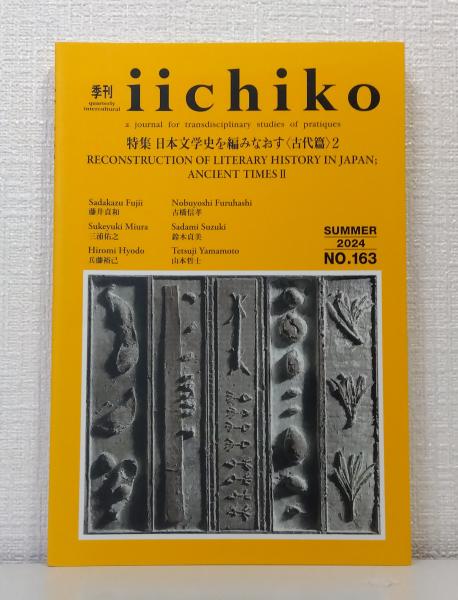 季刊
quarterly
intercultural
iichiko
a journal for transdisciplinary studies of pratiques
特集 日本文学史を編みなおす〈古代篇〉2
RECONSTRUCTION OF LITERARY HISTORY IN JAPAN;
ANCIENT TIMES II
Sadakazu Fujii
藤井貞和
Nobuyoshi Furuhashi
古橋信孝
Sukeyuki Miura
三浦佑之
Sadami Suzuki
鈴木貞美
Hiromi Hyodo
兵藤裕己
Tetsuji Yamamoto
山本哲士
SUMMER
2024
NO.163